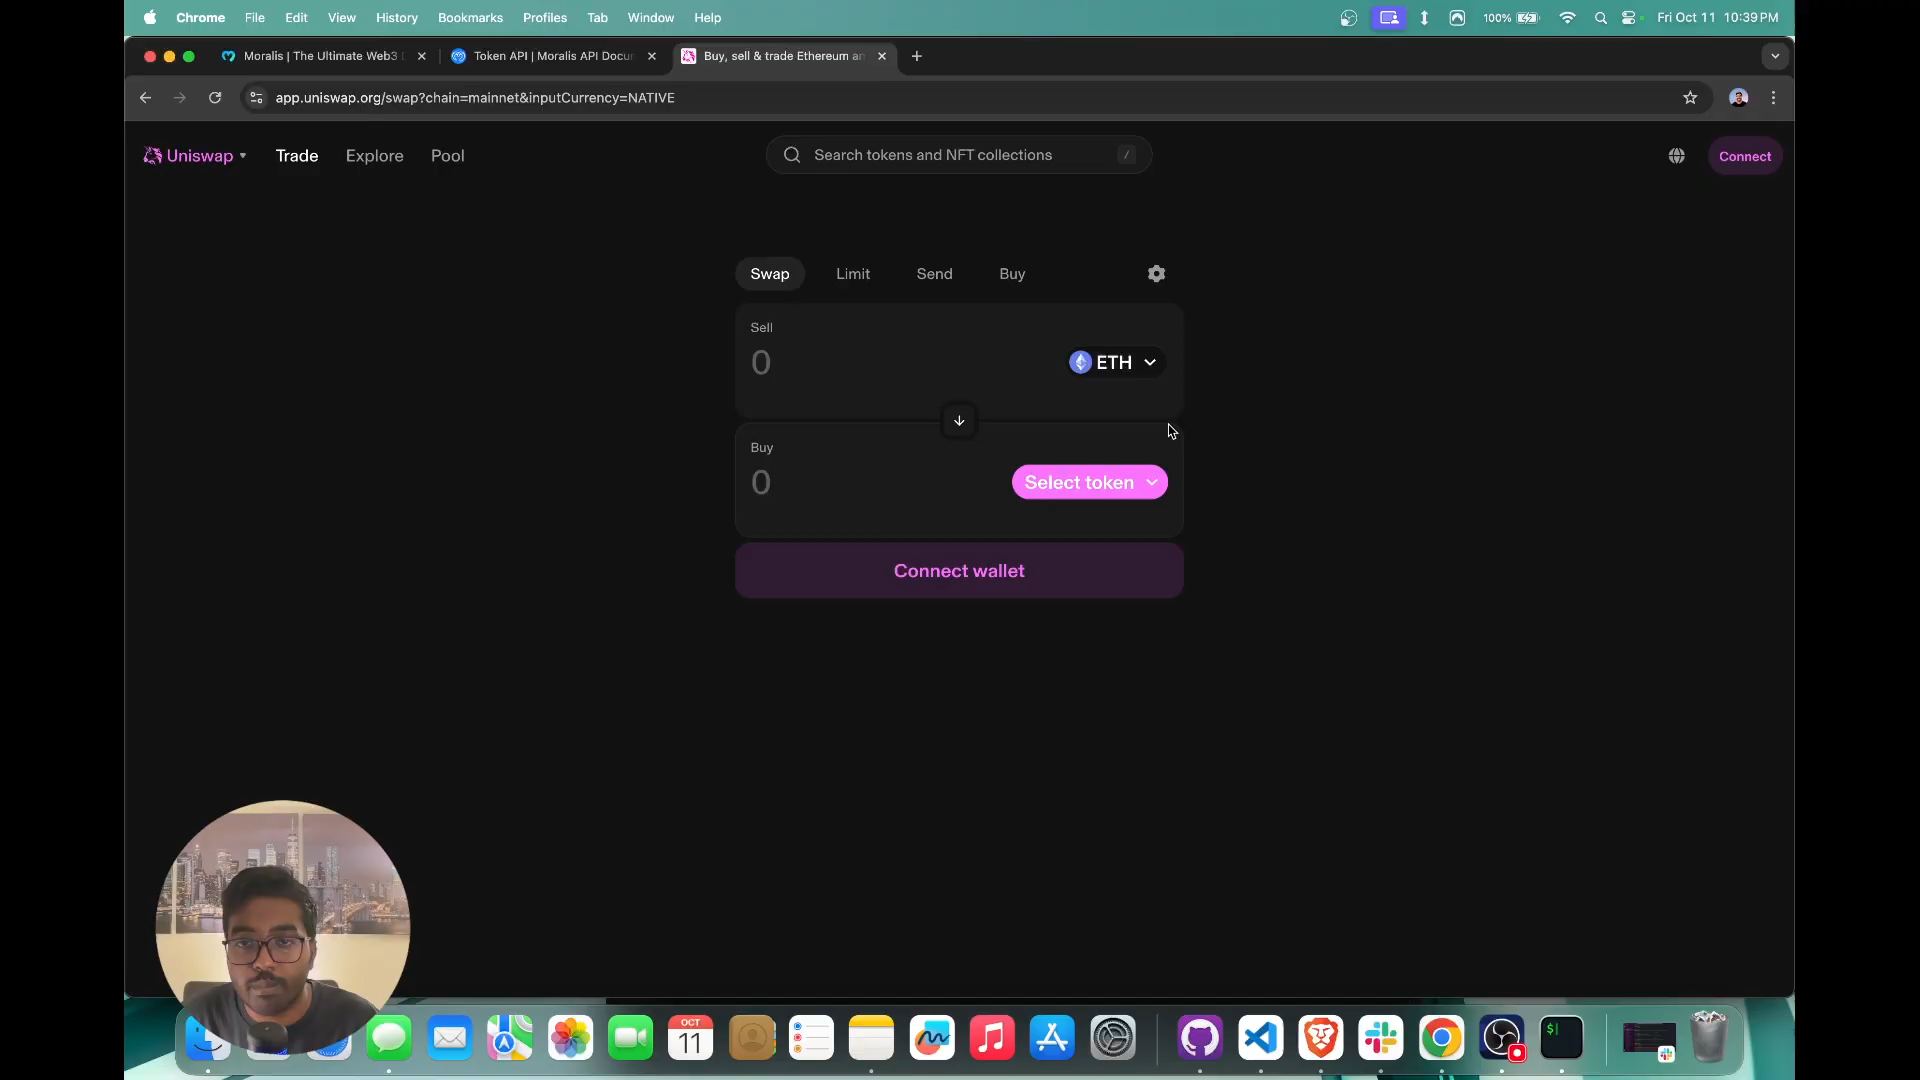 Chrome File Edit View History Bookmarks Profiles Tab Window Help 100% Fri Oct 11 10:39 PM
Moralis | The Ultimate Web3 Token API | Moralis API Docu Buy, sell & trade Ethereum an
app.uniswap.org/swap?chain=mainnet&inputCurrency=NATIVE
Uniswap Trade Explore Pool Search tokens and NFT collections / Connect
Swap Limit Send Buy
Sell
0 ETH
Buy
0 Select token
Connect wallet
OCT
11
$